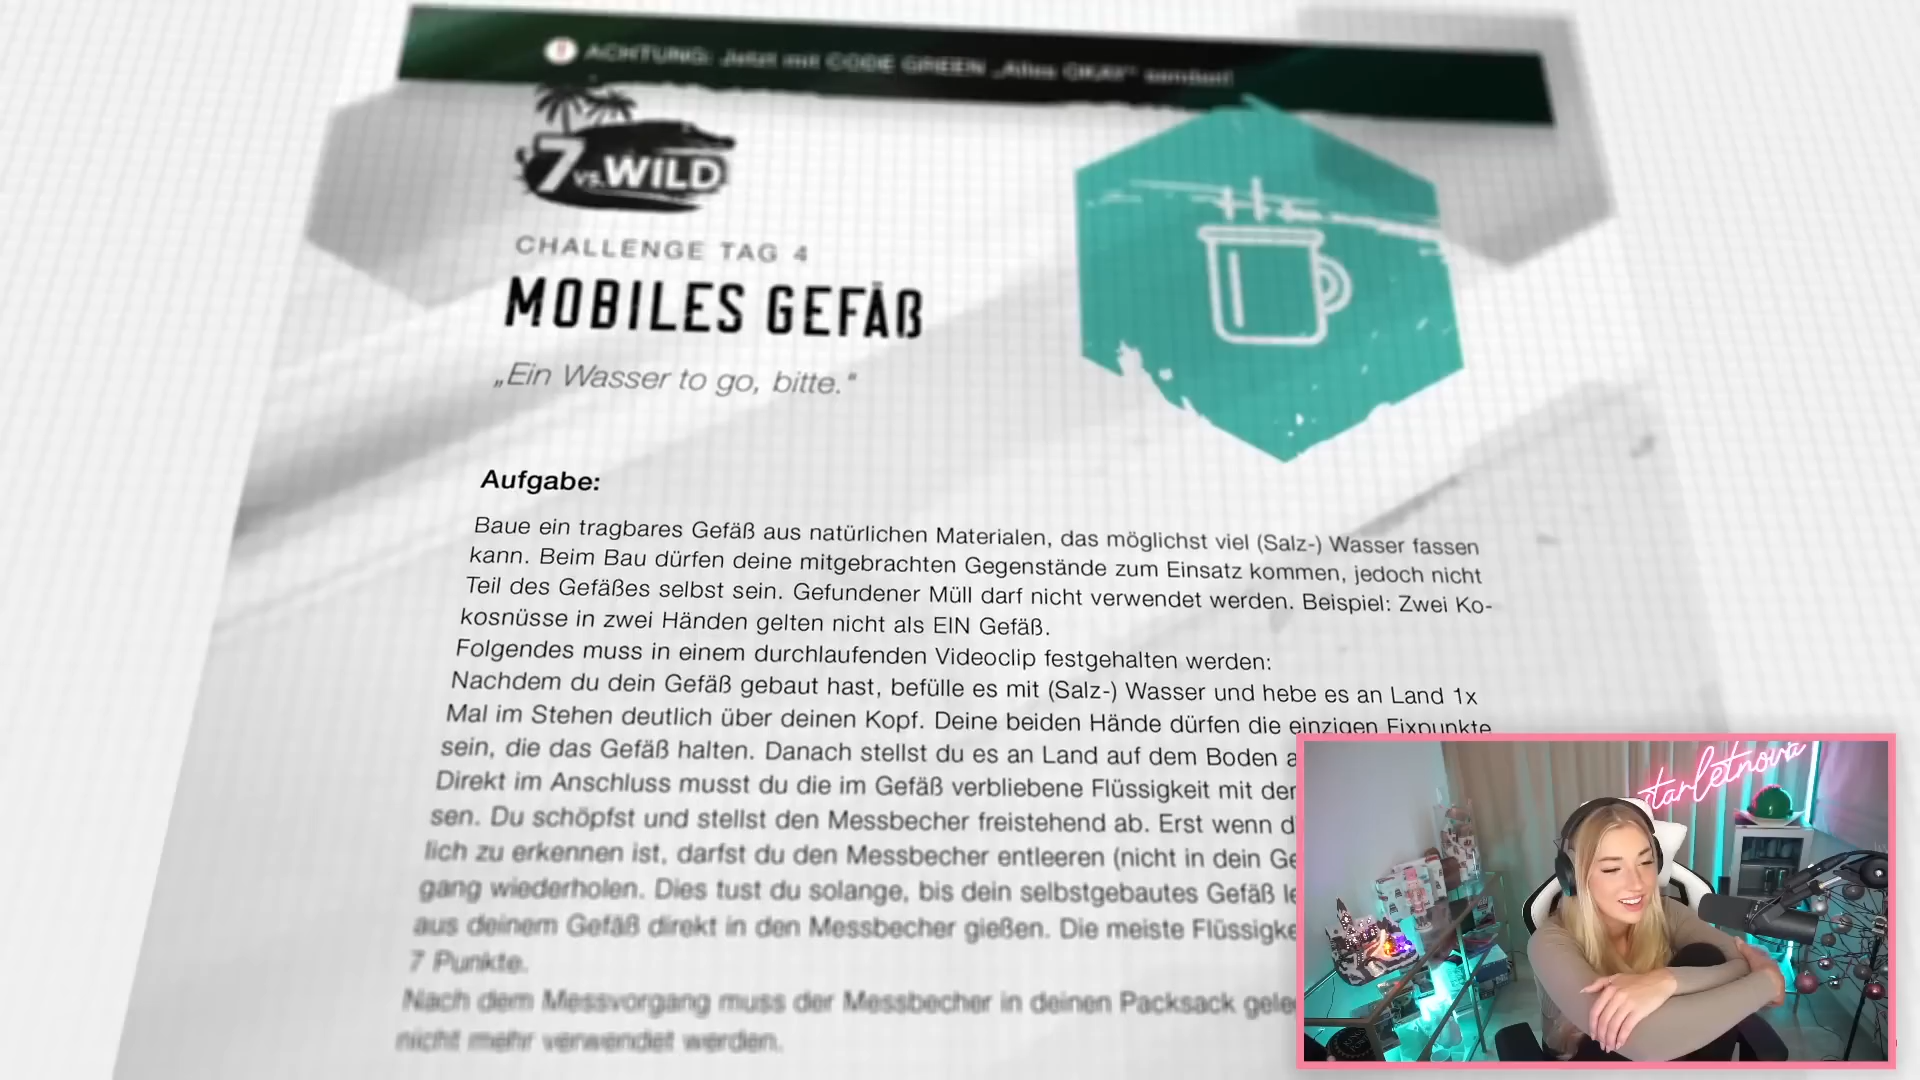 ACHTUNG: Jetzt mit CODE GREEN „Alles OKAY“ senden!
7 vs. WILD
CHALLENGE TAG 4
MOBILES GEFÄß
„Ein Wasser to go, bitte.“
Aufgabe:
Baue ein tragbares Gefäß aus natürlichen Materialen, das möglichst viel (Salz-) Wasser fassen
kann. Beim Bau dürfen deine mitgebrachten Gegenstände zum Einsatz kommen, jedoch nicht
Teil des Gefäßes selbst sein. Gefundener Müll darf nicht verwendet werden. Beispiel: Zwei Ko-
kosnüsse in zwei Händen gelten nicht als EIN Gefäß.
Folgendes muss in einem durchlaufenden Videoclip festgehalten werden:
Nachdem du dein Gefäß gebaut hast, befülle es mit (Salz-) Wasser und hebe es an Land 1x
Mal im Stehen deutlich über deinen Kopf. Deine beiden Hände dürfen die einzigen Fixpunkte
sein, die das Gefäß halten. Danach stellst du es an Land auf dem Boden a
Direkt im Anschluss musst du die im Gefäß verbliebene Flüssigkeit mit der
sen. Du schöpfst und stellst den Messbecher freistehend ab. Erst wenn d
lich zu erkennen ist, darfst du den Messbecher entleeren (nicht in dein Ge
gang wiederholen. Dies tust du solange, bis dein selbstgebautes Gefäß le
aus deinem Gefäß direkt in den Messbecher gießen. Die meiste Flüssigke
7 Punkte.
Nach dem Messvorgang muss der Messbecher in deinen Packsack gele
nicht mehr verwendet werden.
starletnova